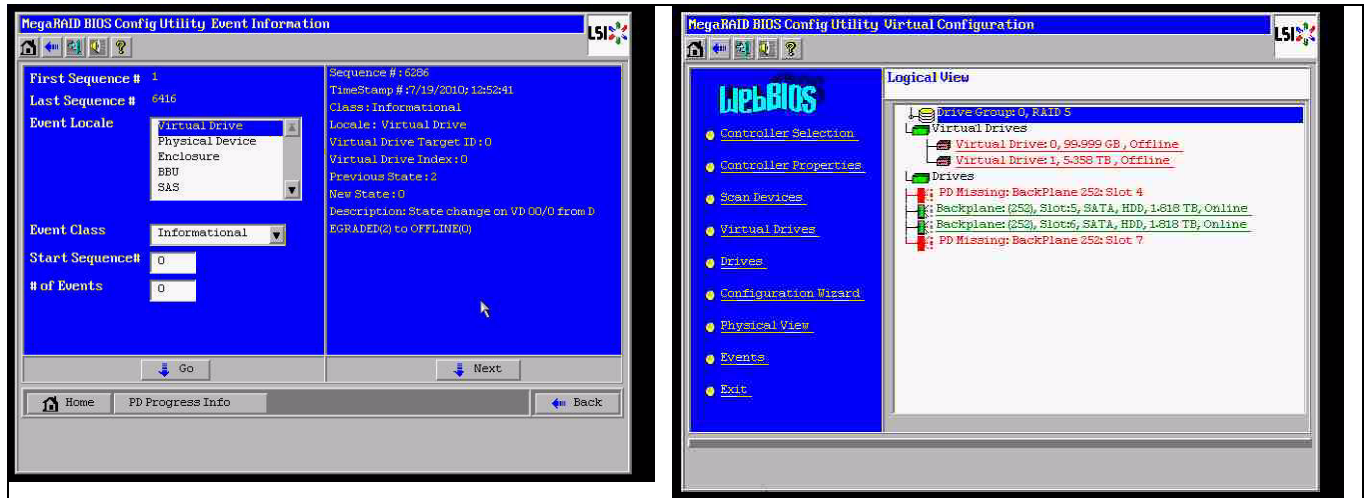 MegaRAID BIOS Config Utility Event Information
LSI
First Sequence # 1
Last Sequence # 6416
Event Locale
Virtual Drive
Physical Device
Enclosure
BBU
SAS
Event Class Informational
Start Sequence# 0
# of Events 0
Sequence #:6286
TimeStamp #:7/19/2010; 12:52:41
Class:Informational
Locale: Virtual Drive
Virtual Drive Target ID:0
Virtual Drive Index:0
Previous State:2
New State:0
Description: State change on VD 00/0 from D
EGRADED(2) to OFFLINE(0)
Go
Next
Home
PD Progress Info
Back
MegaRAID BIOS Config Utility Virtual Configuration
LSI
WebBIOS
Controller Selection
Controller Properties
Scan Devices
Virtual Drives
Drives
Configuration Wizard
Physical View
Events
Exit
Logical View
Drive Group: 0, RAID 5
Virtual Drives
Virtual Drive: 0, 99.999 GB, Offline
Virtual Drive: 1, 5.358 TB, Offline
Drives
PD Missing: BackPlane 252: Slot 4
Backplane: (252), Slot:5, SATA, HDD, 1.818 TB, Online
Backplane: (252), Slot:6, SATA, HDD, 1.818 TB, Online
PD Missing: BackPlane 252: Slot 7